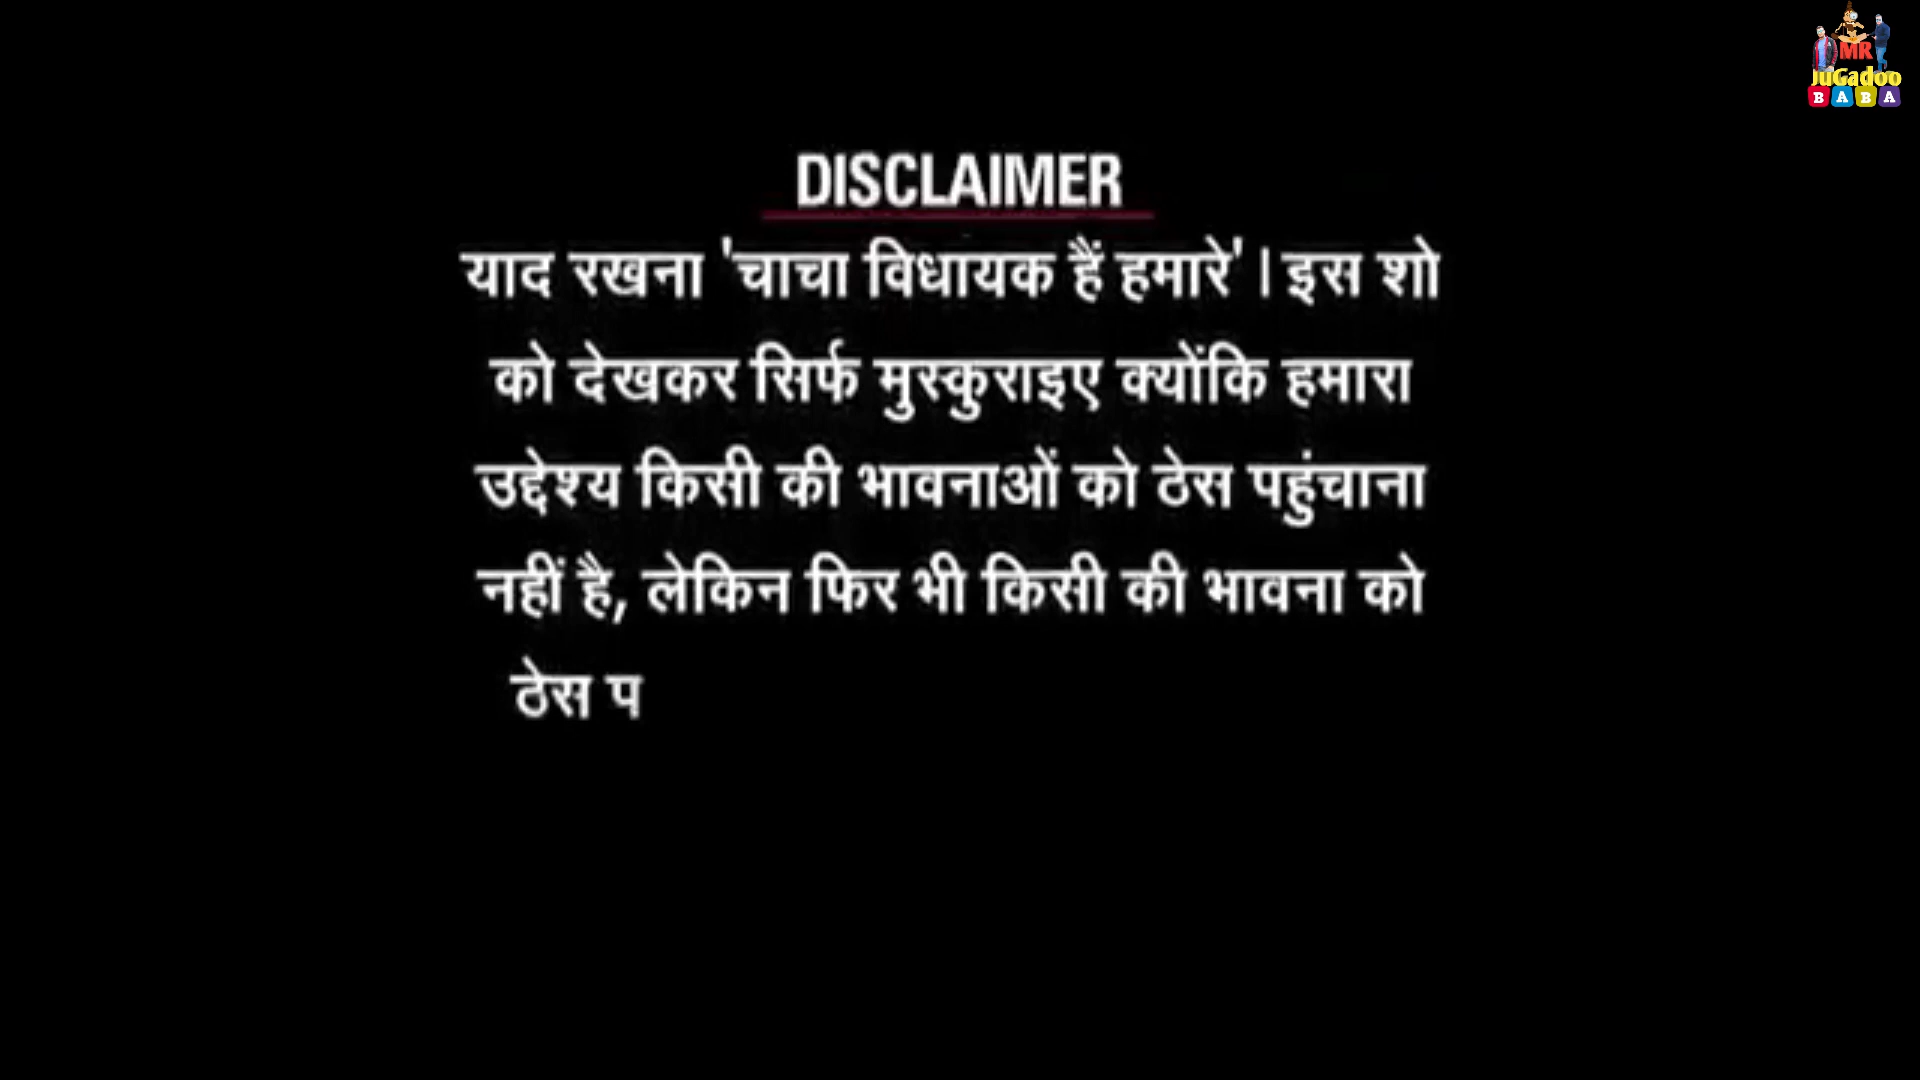 MR
JuGadoo
BABA
DISCLAIMER
याद रखना 'चाचा विधायक हैं हमारे' | इस शो
को देखकर सिर्फ मुस्कुराइए क्योंकि हमारा
उद्देश्य किसी की भावनाओं को ठेस पहुंचाना
नहीं है, लेकिन फिर भी किसी की भावना को
ठेस प